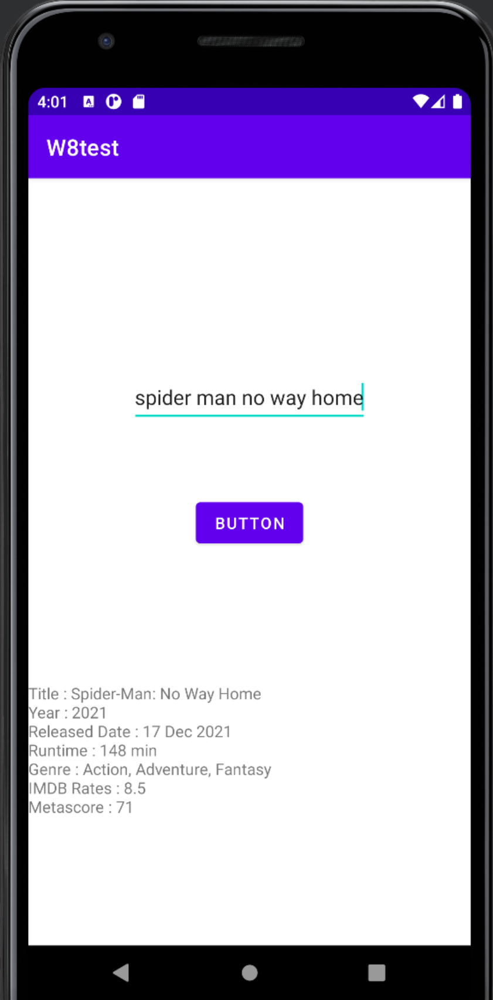 4:01
W8test
spider man no way home
BUTTON
Title : Spider-Man: No Way Home
Year : 2021
Released Date : 17 Dec 2021
Runtime : 148 min
Genre : Action, Adventure, Fantasy
IMDB Rates : 8.5
Metascore : 71